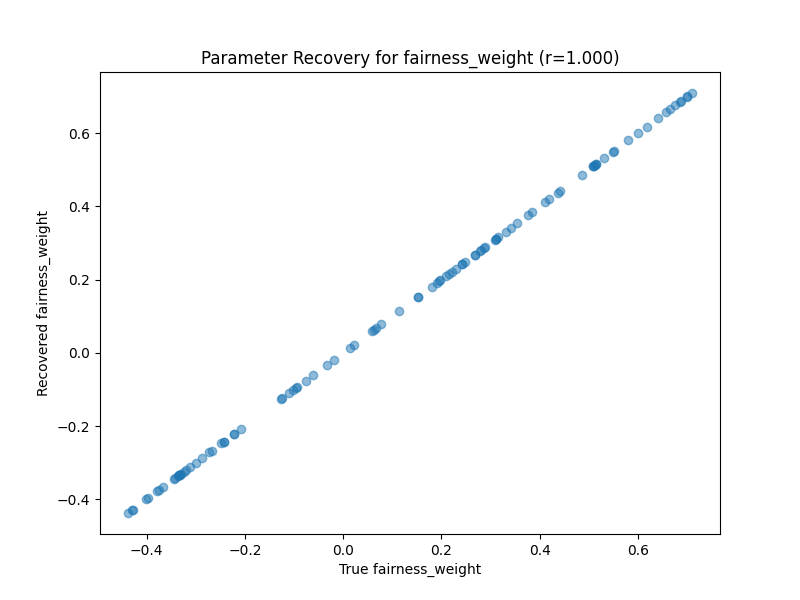 Parameter Recovery for fairness_weight (r=1.000)
Recovered fairness_weight
0.6
0.4
0.2
0.0
−0.2
−0.4
−0.4 −0.2 0.0 0.2 0.4 0.6
True fairness_weight